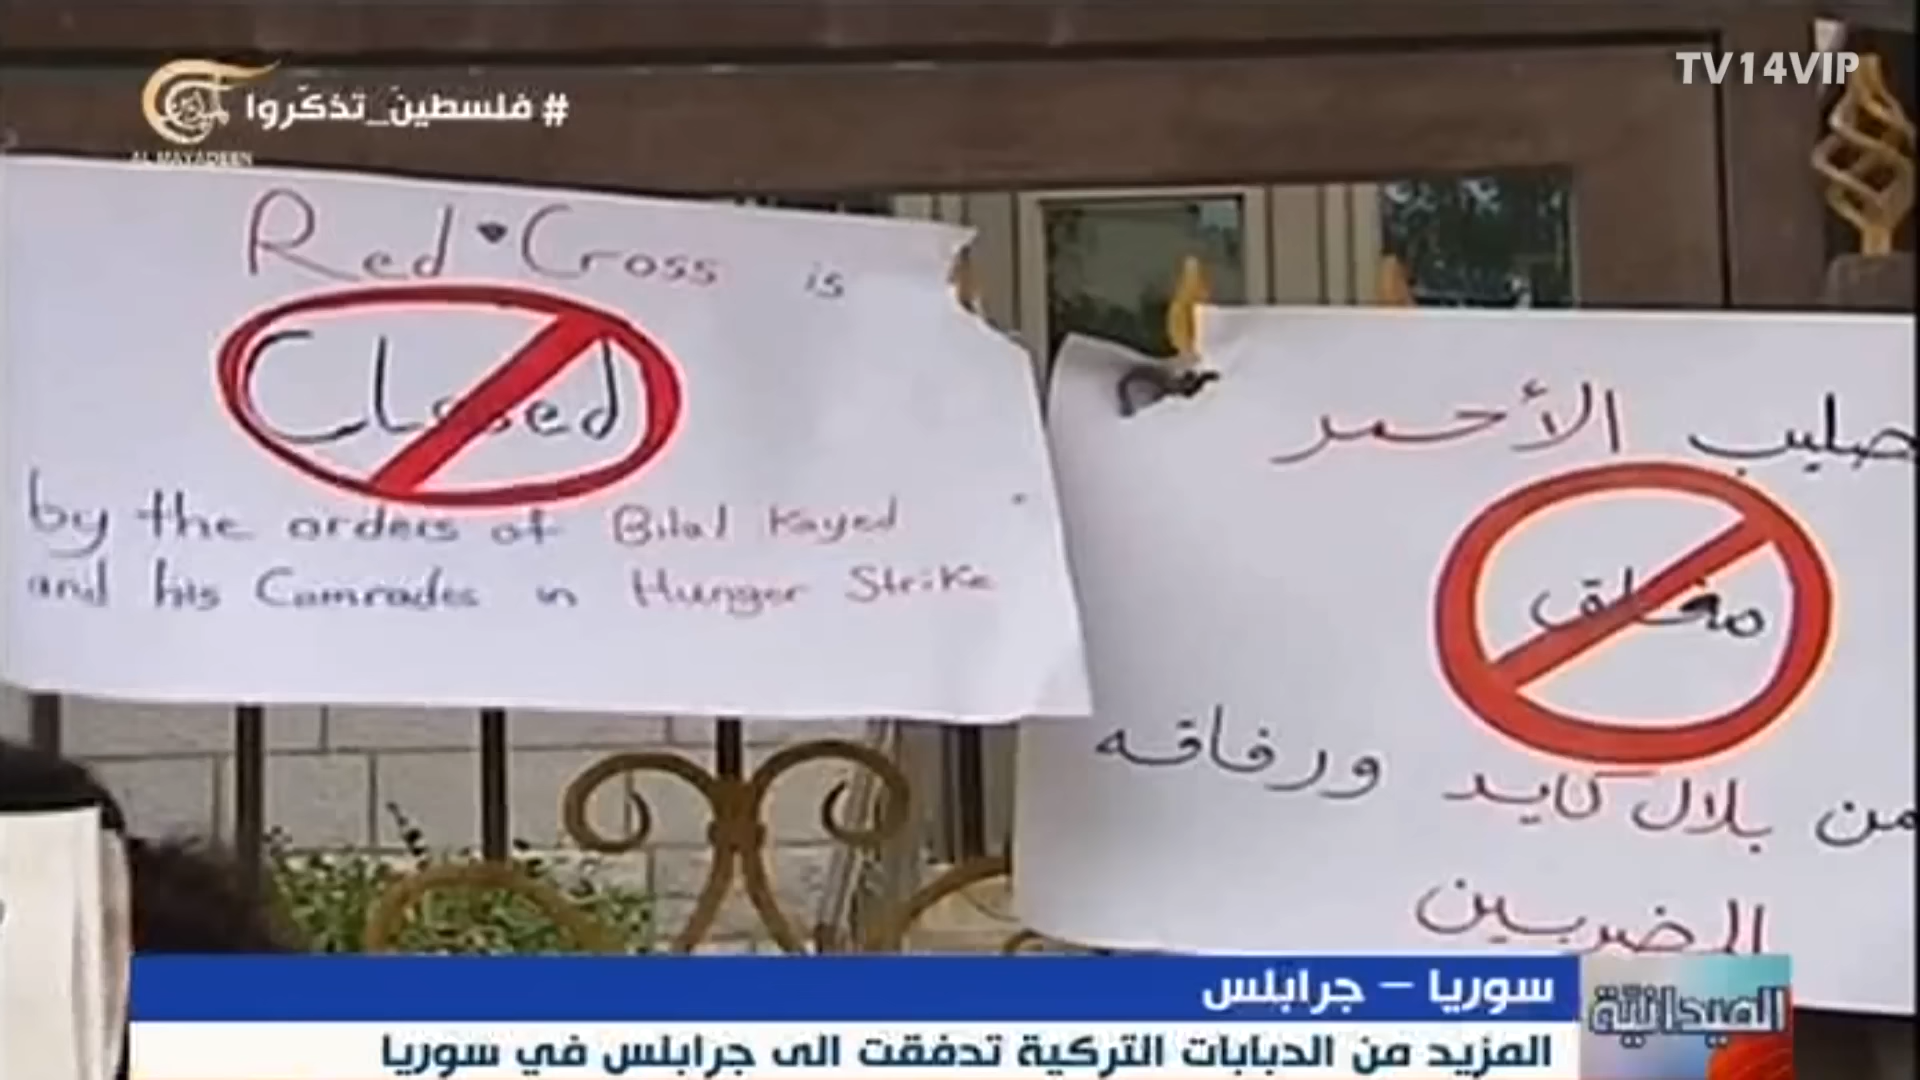 TV14VIP
#فلسطين_تذكّروا
AL MAYADEEN
Red Cross is
Closed
by the orders of Bilal Kayed
and his Comrades in Hunger Strike
صليب الأحمر
مغلق
من بلال كايد ورفاقه
المضربين
سوريا – جرابلس
الميدانية
المزيد من الدبابات التركية تدفقت الى جرابلس في سوريا